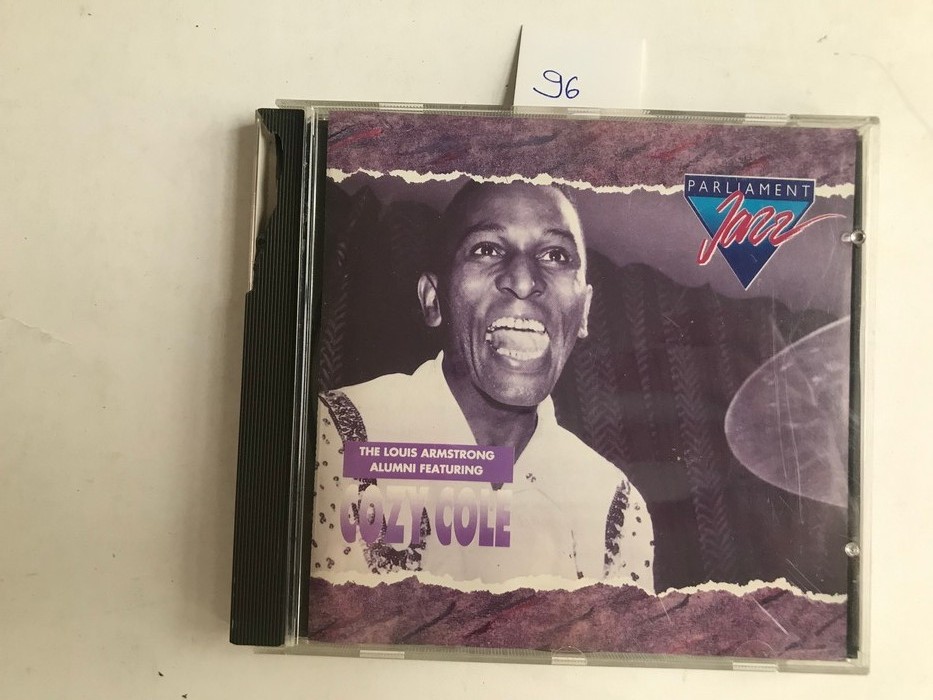 96
PARLIAMENT
Jazz
THE LOUIS ARMSTRONG
ALUMNI FEATURING
COZY COLE